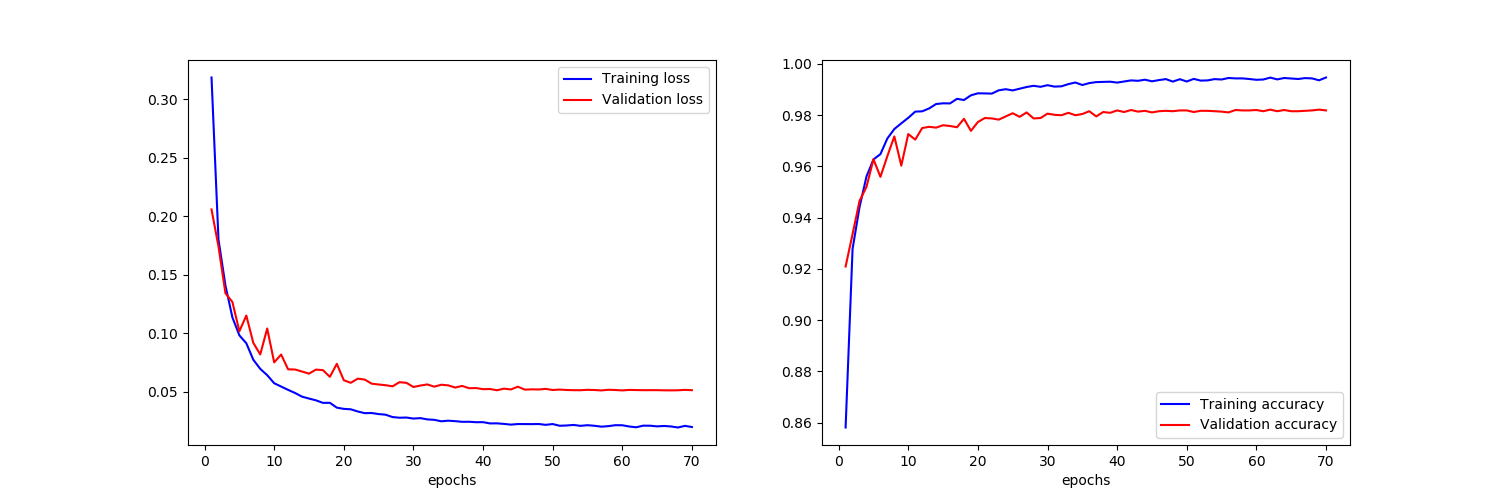 Training loss
Validation loss
0.30
0.25
0.20
0.15
0.10
0.05
0 10 20 30 40 50 60 70
epochs
1.00
0.98
0.96
0.94
0.92
0.90
0.88
0.86
Training accuracy
Validation accuracy
0 10 20 30 40 50 60 70
epochs